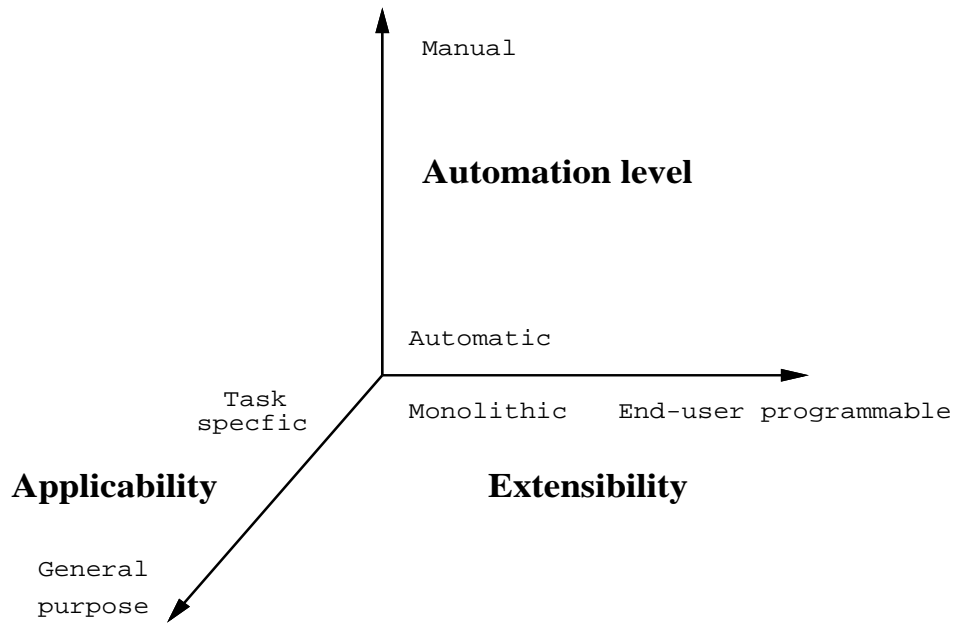 Manual
Automation level
Automatic
Task
specfic
Monolithic
End-user programmable
Applicability
Extensibility
General
purpose